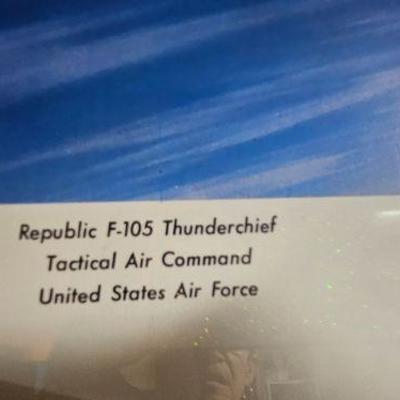 Republic F-105 Thunderchief
Tactical Air Command
United States Air Force